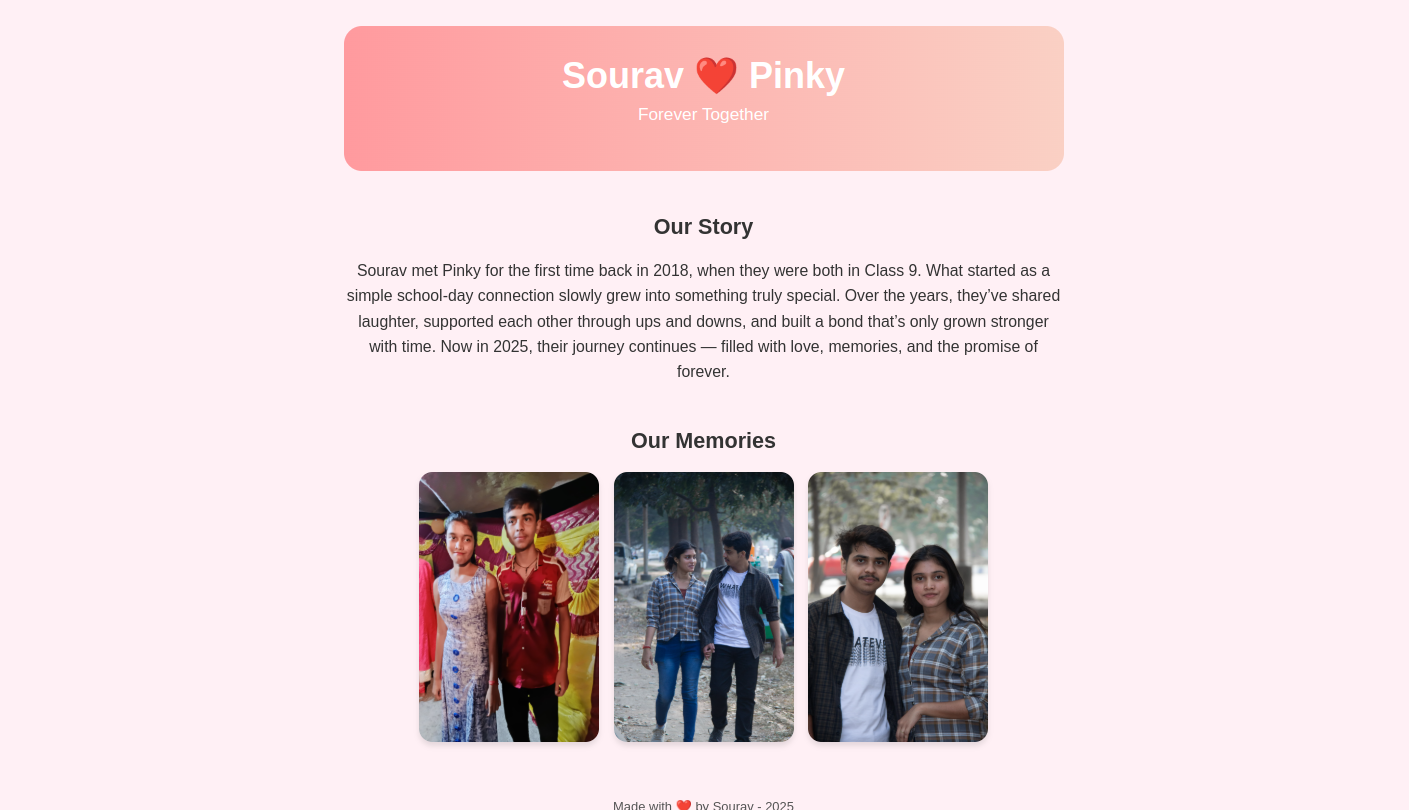 Sourav ❤️ Pinky
Forever Together
Our Story
Sourav met Pinky for the first time back in 2018, when they were both in Class 9. What started as a
simple school-day connection slowly grew into something truly special. Over the years, they’ve shared
laughter, supported each other through ups and downs, and built a bond that’s only grown stronger
with time. Now in 2025, their journey continues — filled with love, memories, and the promise of
forever.
Our Memories
WHAT
ATEVE
Made with ❤️ by Sourav - 2025